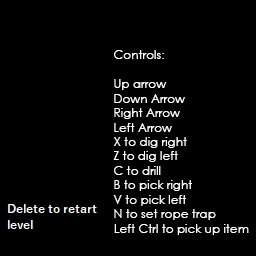 Controls:
Up arrow
Down Arrow
Right Arrow
Left Arrow
X to dig right
Z to dig left
C to drill
B to pick right
V to pick left
N to set rope trap
Left Ctrl to pick up item
Delete to retart
level